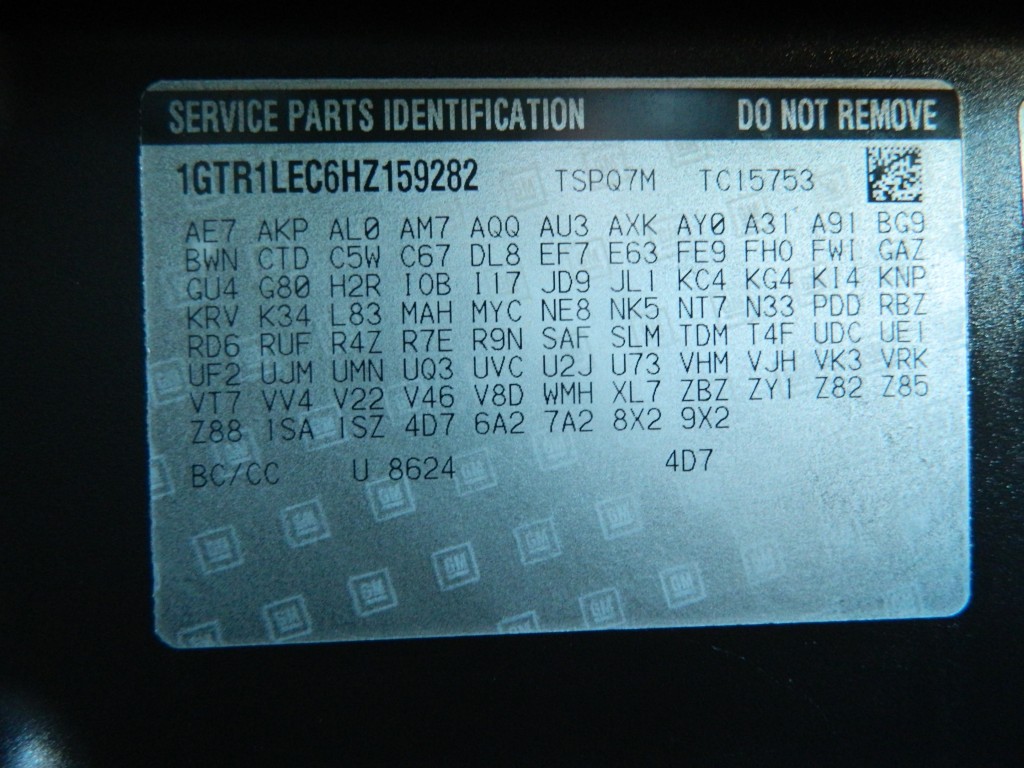 SERVICE PARTS IDENTIFICATION DO NOT REMOVE
1GTR1LEC6HZ159282 TSPQ7M TC15753
AE7 AKP AL0 AM7 AQQ AU3 AXK AY0 A31 A91 BG9
BWN CTD C5W C67 DL8 EF7 E63 FE9 FHO FWI GAZ
GU4 G80 H2R IOB I17 JD9 JL1 KC4 KG4 KI4 KNP
KRV K34 L83 MAH MYC NE8 NK5 NT7 N33 PDD RBZ
RD6 RUF R4Z R7E R9N SAF SLM TDM T4F UDC UE1
UF2 UJM UMN UQ3 UVC U2J U73 VHM VJH VK3 VRK
VT7 VV4 V22 V46 V8D WMH XL7 ZBZ ZY1 Z82 Z85
Z88 1SA 1SZ 4D7 6A2 7A2 8X2 9X2
BC/CC U 8624 4D7